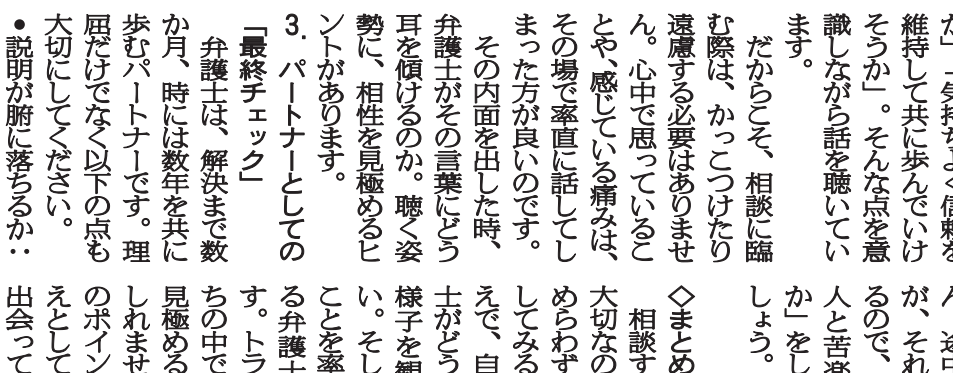 か」「気持ちよく信頼を
維持して共に歩んでいけ
そうか」。そんな点を意
識しながら話を聴いてい
ます。
だからこそ、相談に臨
む際は、かっこつけたり
遠慮する必要はありませ
ん。心中で思っているこ
とや、感じている痛みは、
その場で率直に話してし
まった方が良いのです。
その内面を出した時、
弁護士がその言葉にどう
耳を傾けるのか。聴く姿
勢に、相性を見極めるヒ
ントがあります。
3．パートナーとしての
「最終チェック」
弁護士は、解決まで数
か月、時には数年を共に
歩むパートナーです。理
屈だけでなく以下の点も
大切にしてください。
●説明が腑に落ちるか：
ん。途中
が、それ
るので、
人と苦楽
か」をし
しょう。
◇まとめ
相談す
大切なの
めらわず
してみる
えで、自
士がどう
様子を観
い。そし
ことを率
る弁護士
す。トラ
ちの中で
見極める
しれませ
のポイン
えとして
出会って